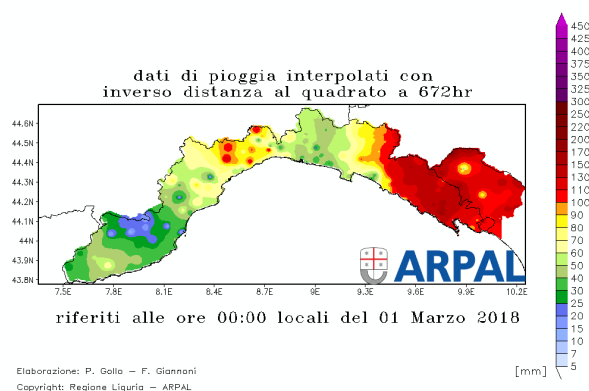 dati di pioggia interpolati con
inverso distanza al quadrato a 672hr
44.6N
44.5N
44.4N
44.3N
44.2N
44.1N
44N
43.9N
43.8N
7.5E 7.8E 8.1E 8.4E 8.7E 9E 9.3E 9.6E 9.9E 10.2E
ARPAL
riferiti alle ore 00:00 locali del 01 Marzo 2018
450
425
400
375
350
325
300
250
200
170
150
130
110
100
90
80
70
60
50
40
30
25
20
15
10
7
5
[mm]
Elaborazione: P. Gollo – F. Giannoni
Copyright: Regione Liguria – ARPAL